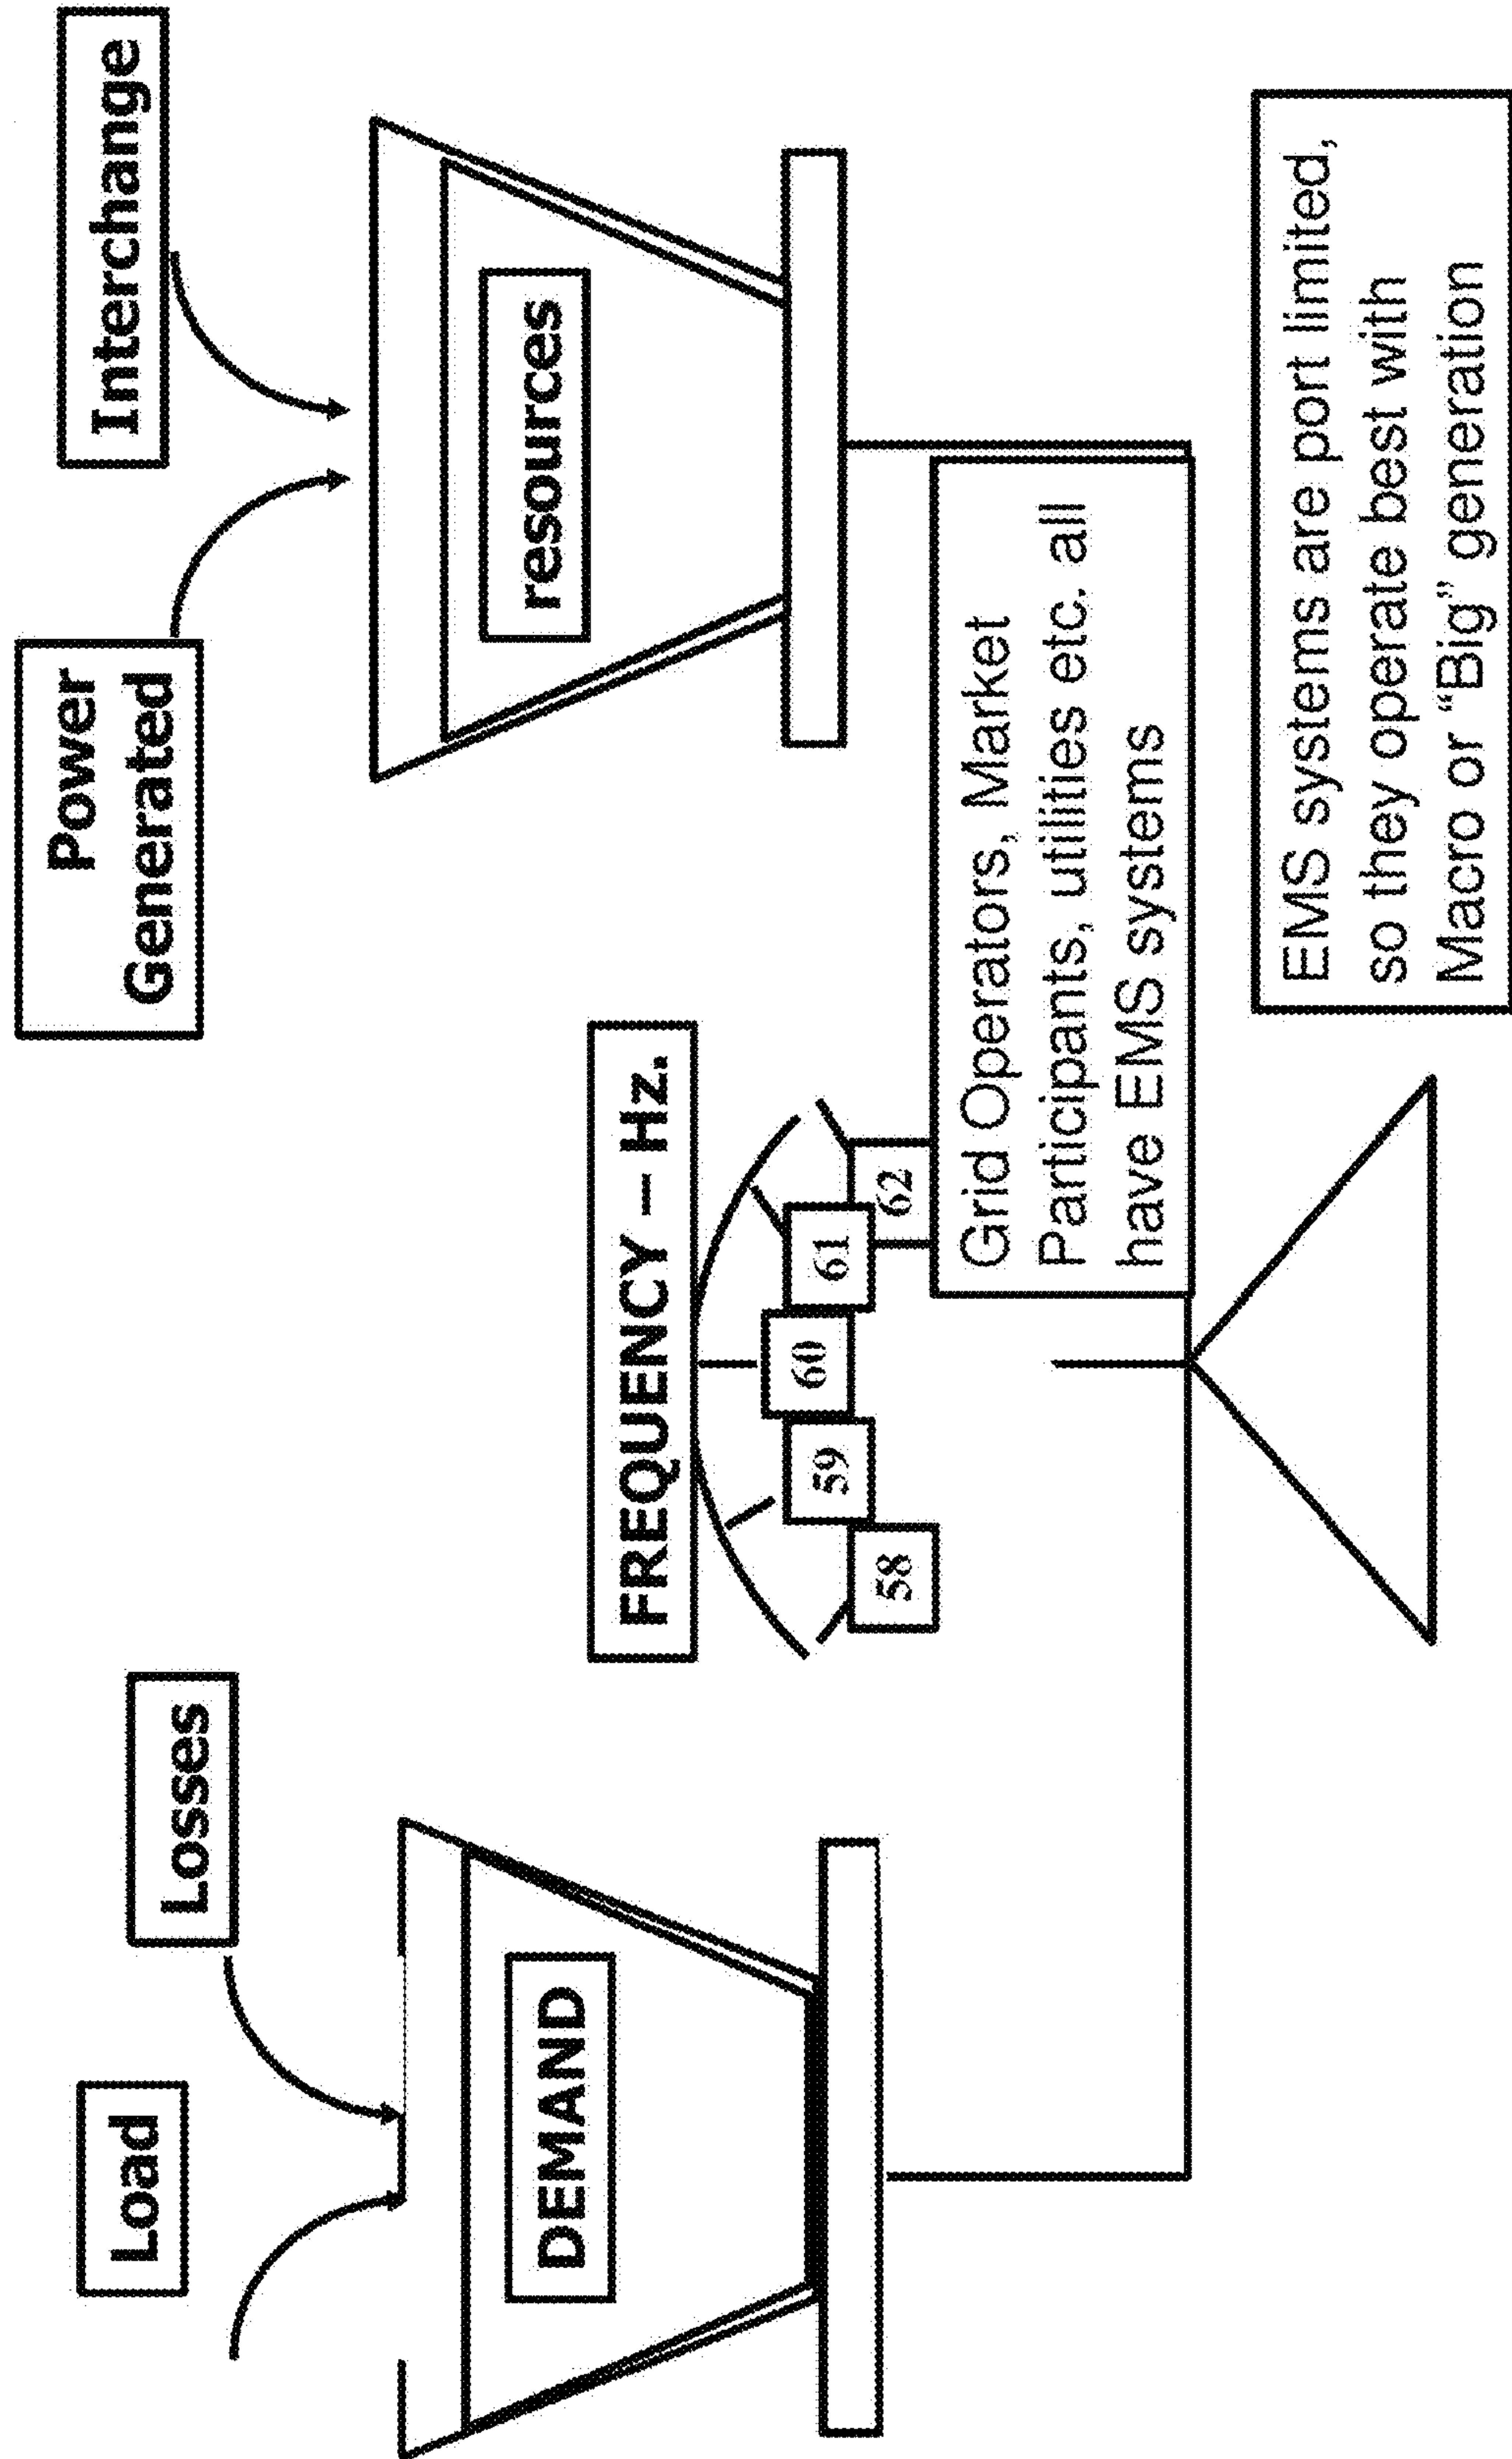 Load
Losses
Power
Generated
Interchange
DEMAND
FREQUENCY – Hz.
58
59
60
61
62
resources
Grid Operators, Market
Participants, utilities etc. all
have EMS systems
EMS systems are port limited,
so they operate best with
Macro or “Big” generation